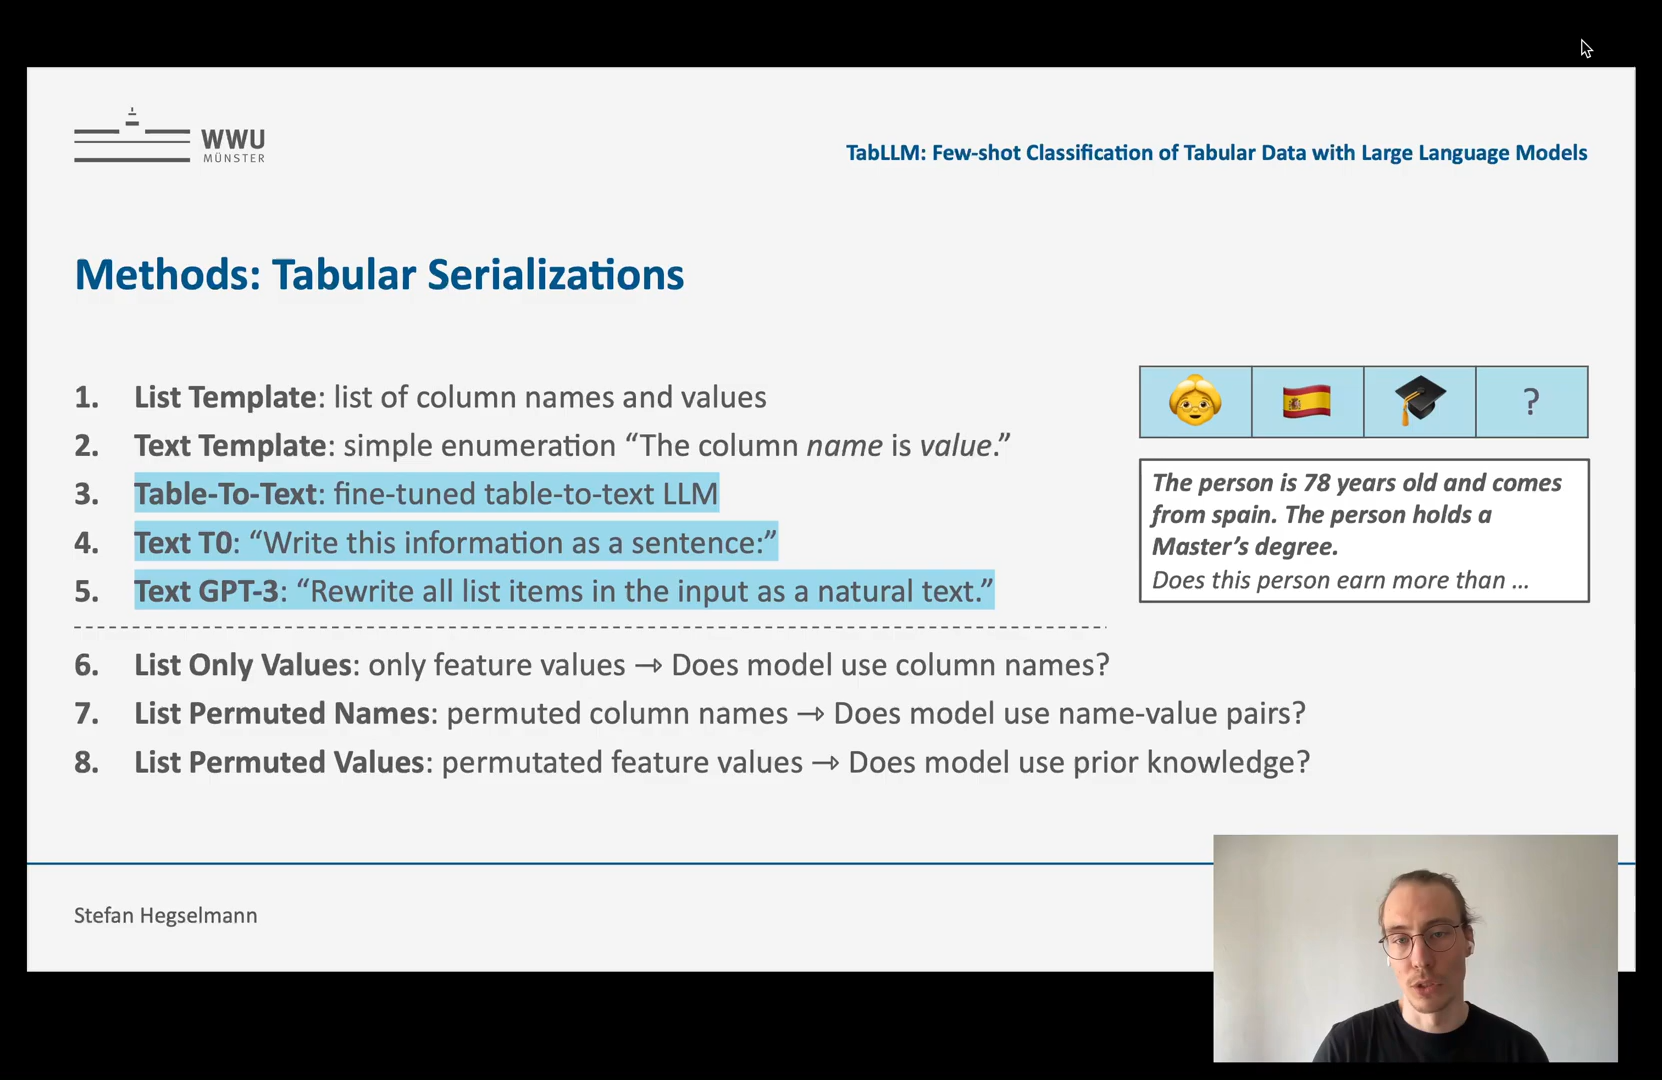 WWU
MÜNSTER
TabLLM: Few-shot Classification of Tabular Data with Large Language Models
Methods: Tabular Serializations
1. List Template: list of column names and values
2. Text Template: simple enumeration “The column name is value.”
3. Table-To-Text: fine-tuned table-to-text LLM
4. Text T0: “Write this information as a sentence:”
5. Text GPT-3: “Rewrite all list items in the input as a natural text.”
6. List Only Values: only feature values → Does model use column names?
7. List Permuted Names: permuted column names → Does model use name-value pairs?
8. List Permuted Values: permutated feature values → Does model use prior knowledge?
?
The person is 78 years old and comes
from spain. The person holds a
Master’s degree.
Does this person earn more than ...
Stefan Hegselmann